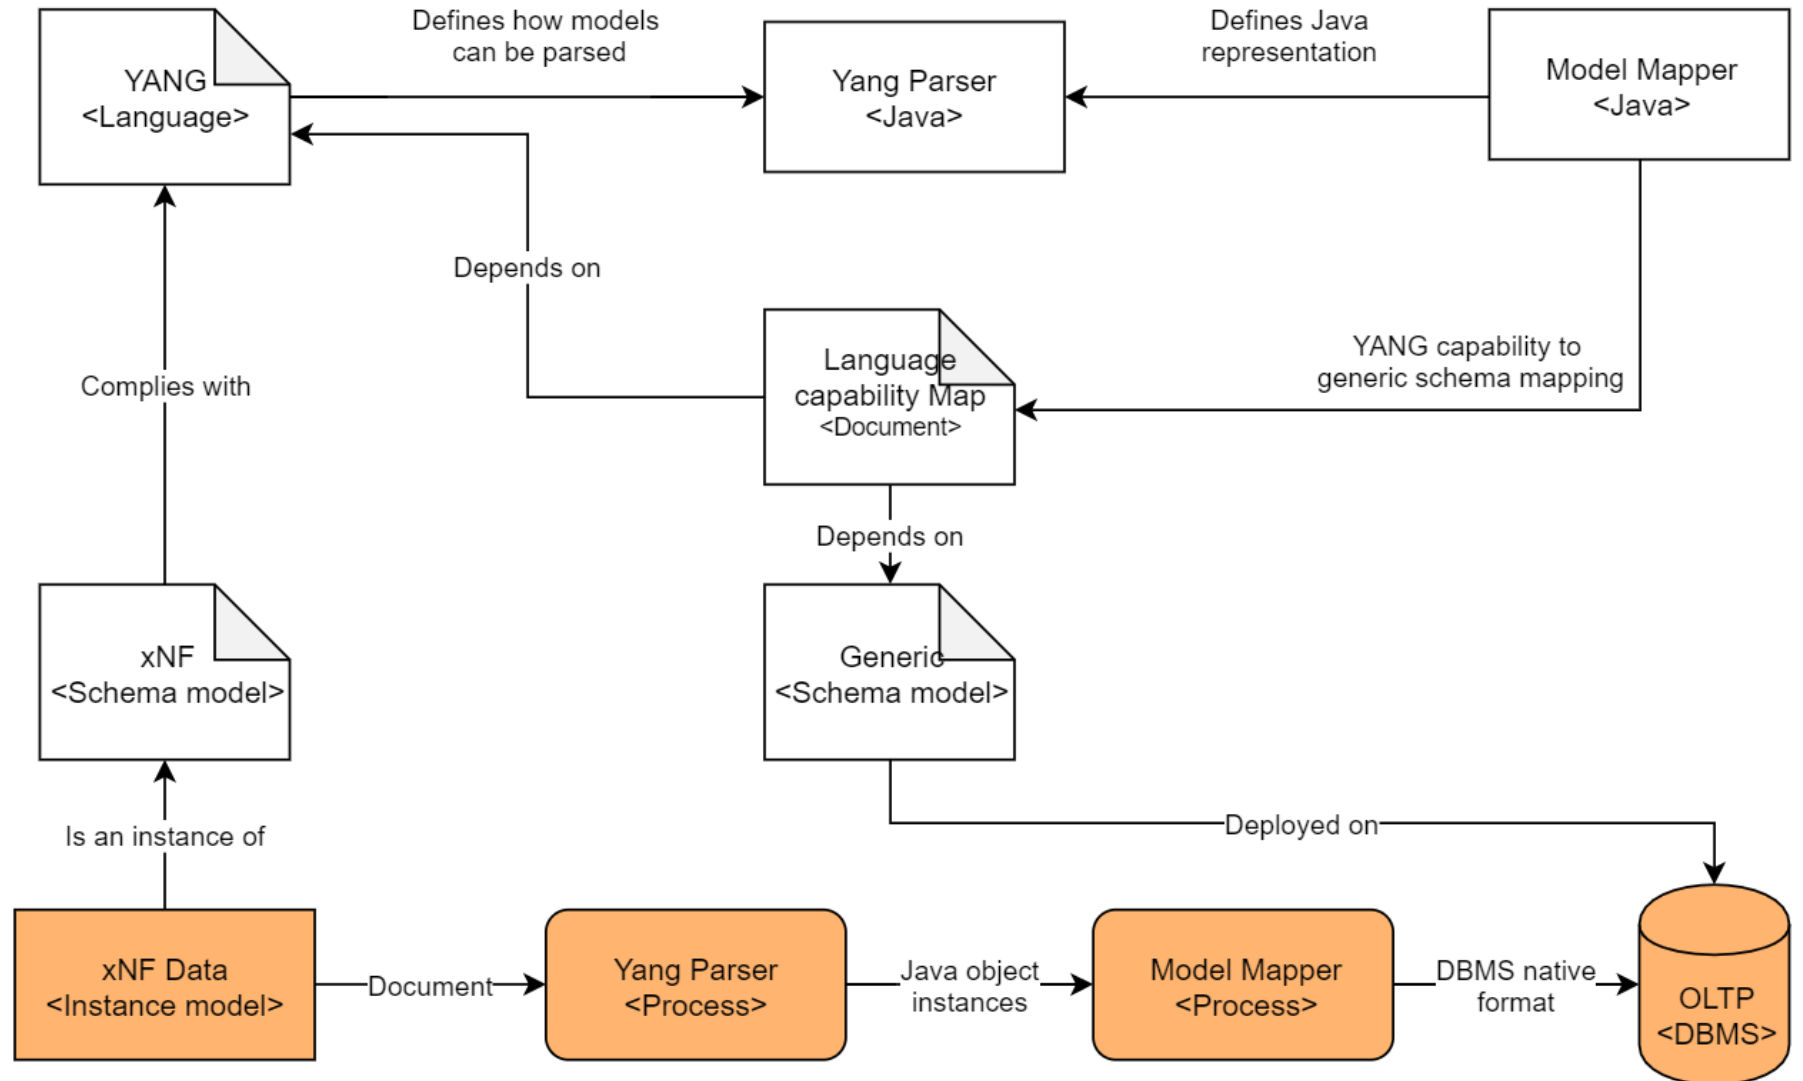 Defines how models
can be parsed
Defines Java
representation
YANG
<Language>
Yang Parser
<Java>
Model Mapper
<Java>
Depends on
Language
capability Map
<Document>
YANG capability to
generic schema mapping
Complies with
Depends on
xNF
<Schema model>
Generic
<Schema model>
Is an instance of
Deployed on
xNF Data
<Instance model>
Document
Yang Parser
<Process>
Java object
instances
Model Mapper
<Process>
DBMS native
format
OLTP
<DBMS>